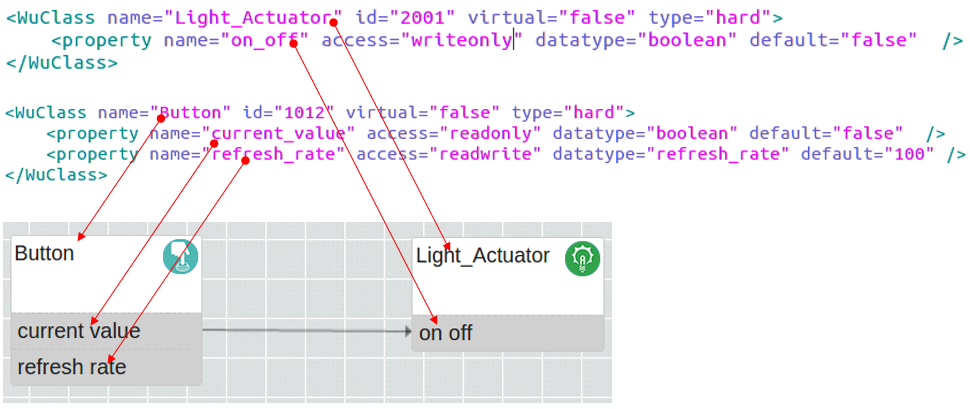 <WuClass name="Light_Actuator" id="2001" virtual="false" type="hard">
<property name="on_off" access="writeonly" datatype="boolean" default="false" />
</WuClass>
<WuClass name="Button" id="1012" virtual="false" type="hard">
<property name="current_value" access="readonly" datatype="boolean" default="false" />
<property name="refresh_rate" access="readwrite" datatype="refresh_rate" default="100" />
</WuClass>
Button
current value
refresh rate
Light_Actuator
on off